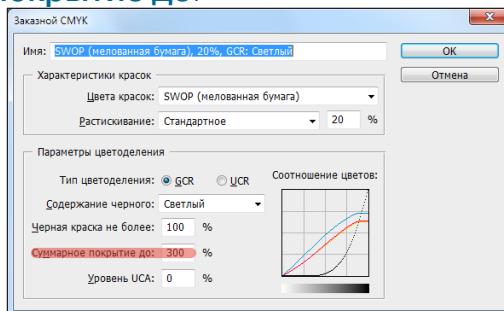 Заказной CMYK
Имя: SWOP (мелованная бумага), 20%, GCR: Светлый
OK
Характеристики красок
Отмена
Цвета красок: SWOP (мелованная бумага)
Растискивание: Стандартное 20 %
Параметры цветоделения
Тип цветоделения: GCR UCR
Соотношение цветов:
Содержание черного: Светлый
Черная краска не более: 100 %
Суммарное покрытие до: 300 %
Уровень UCA: 0 %